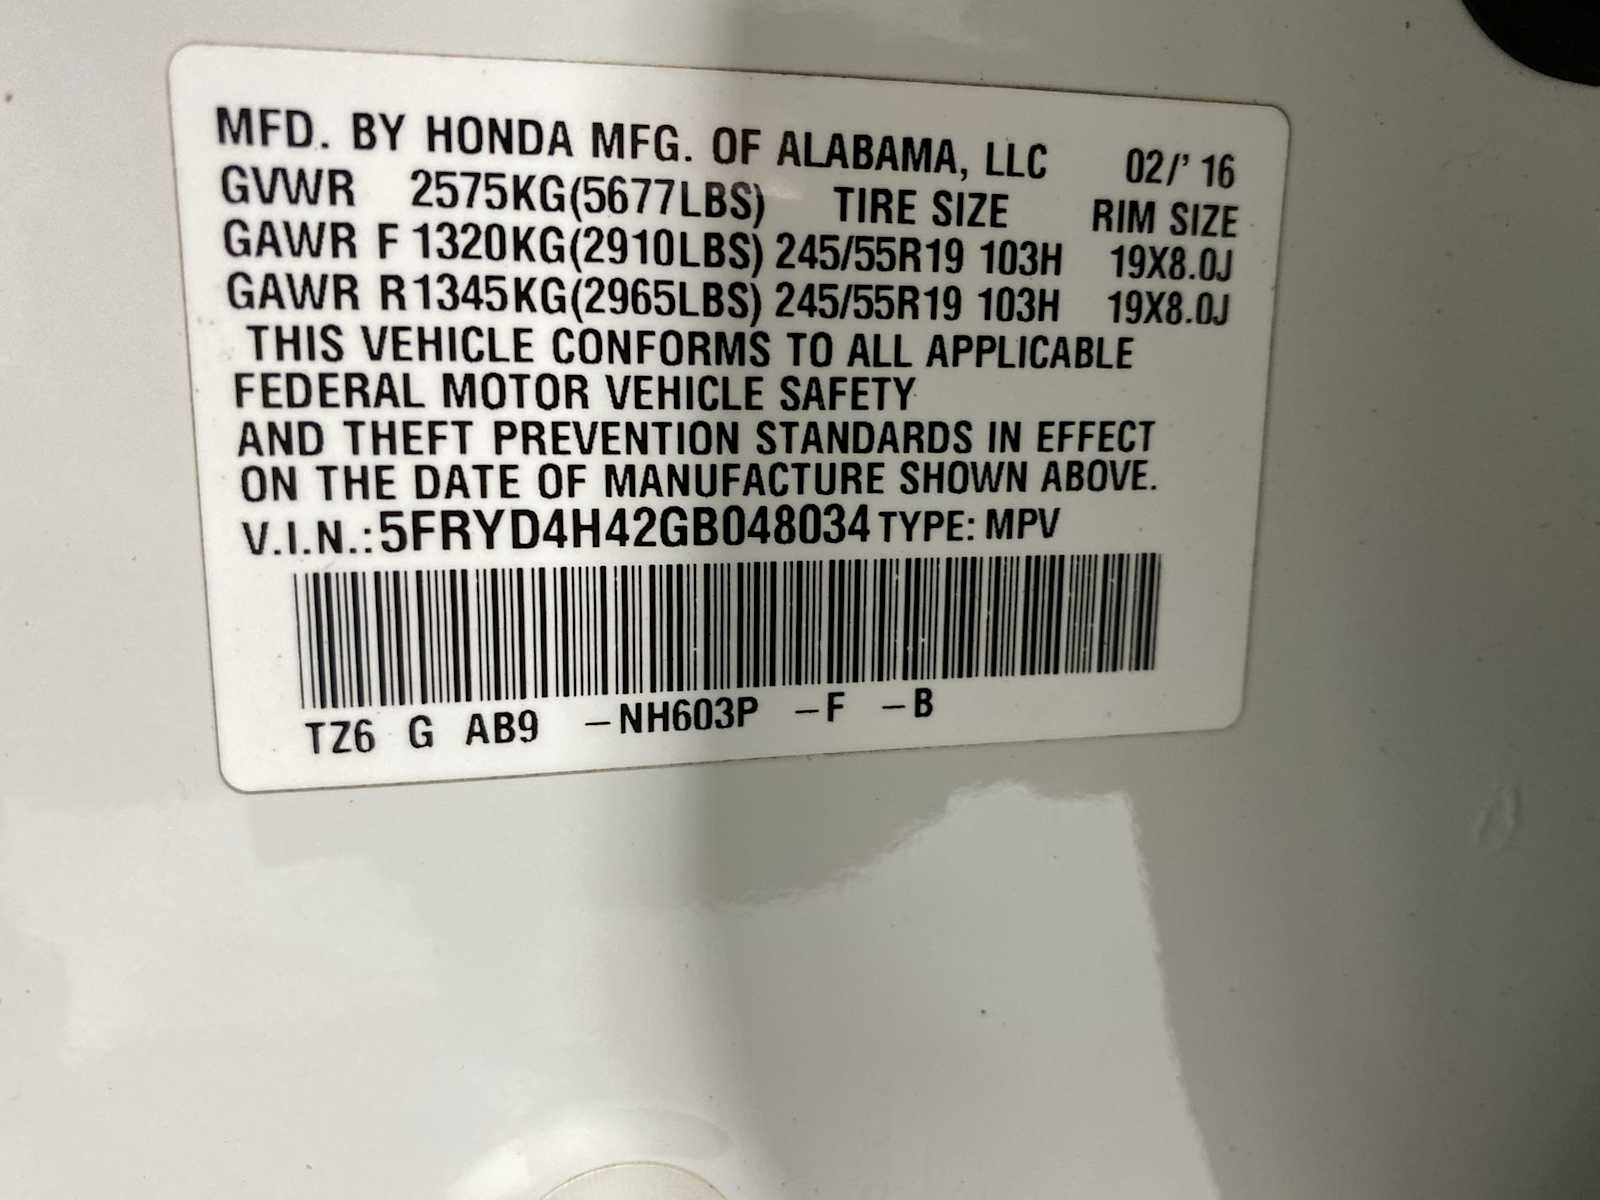 MFD. BY HONDA MFG. OF ALABAMA, LLC 02/' 16
GVWR 2575KG(5677LBS) TIRE SIZE RIM SIZE
GAWR F 1320KG(2910LBS) 245/55R19 103H 19X8.0J
GAWR R1345KG(2965LBS) 245/55R19 103H 19X8.0J
THIS VEHICLE CONFORMS TO ALL APPLICABLE
FEDERAL MOTOR VEHICLE SAFETY
AND THEFT PREVENTION STANDARDS IN EFFECT
ON THE DATE OF MANUFACTURE SHOWN ABOVE.
V.I.N.:5FRYD4H42GB048034 TYPE: MPV
TZ6 G AB9 -NH603P -F -B